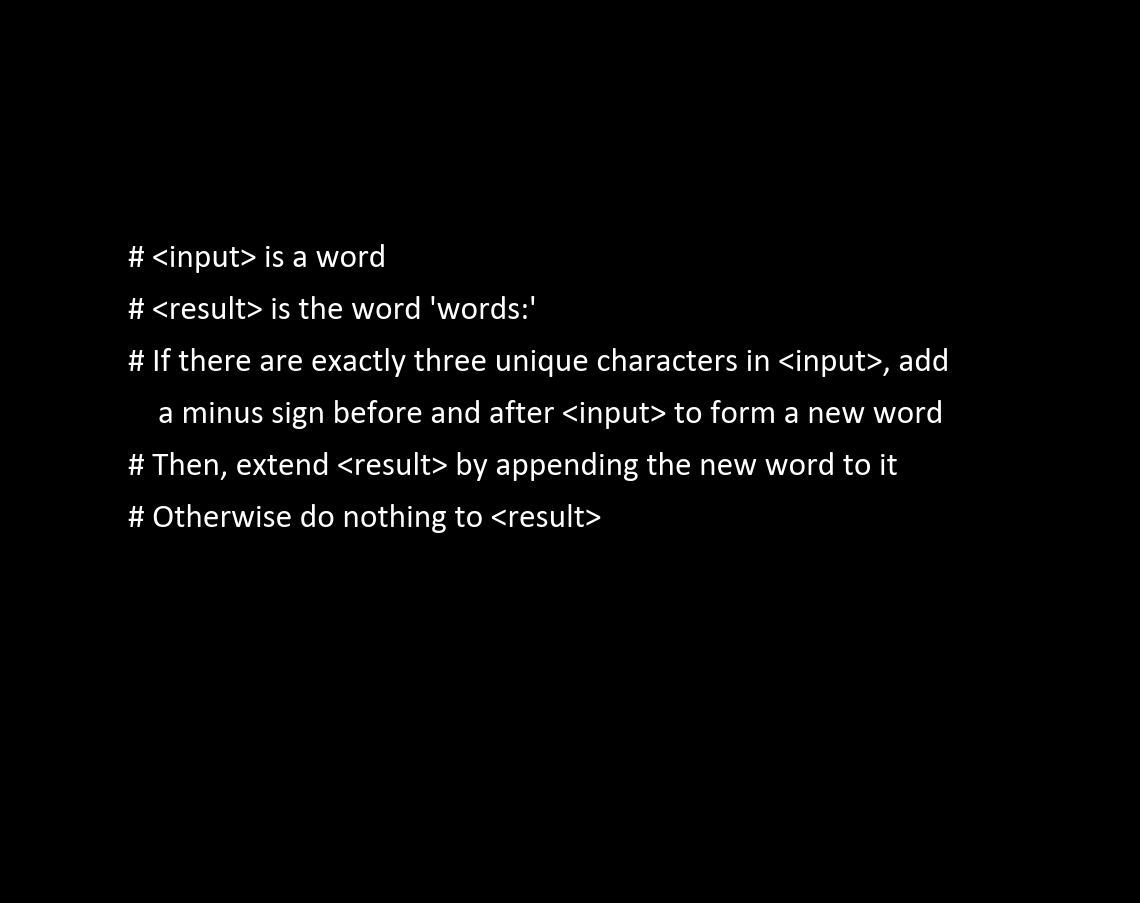 # <input> is a word
# <result> is the word 'words:'
# If there are exactly three unique characters in <input>, add
a minus sign before and after <input> to form a new word
# Then, extend <result> by appending the new word to it
# Otherwise do nothing to <result>